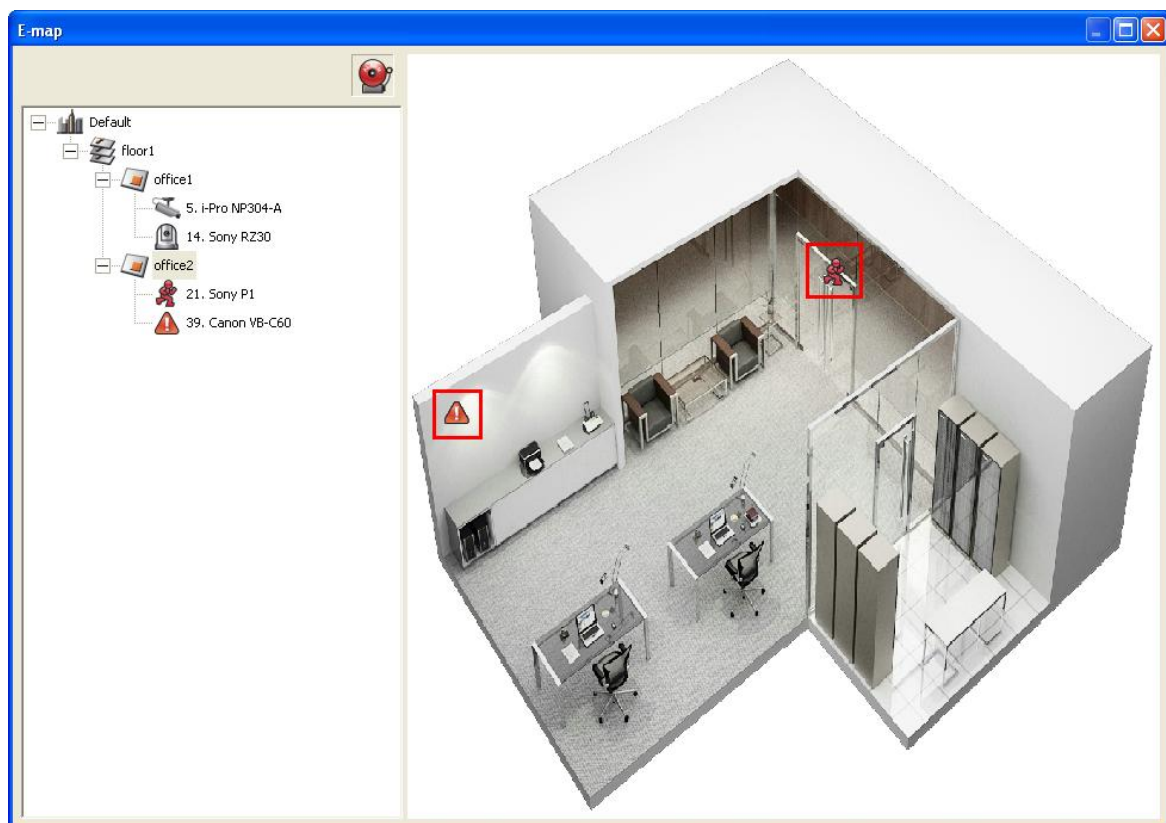 E-map
Default
floor1
office1
5. i-Pro NP304-A
14. Sony RZ30
office2
21. Sony P1
39. Canon VB-C60